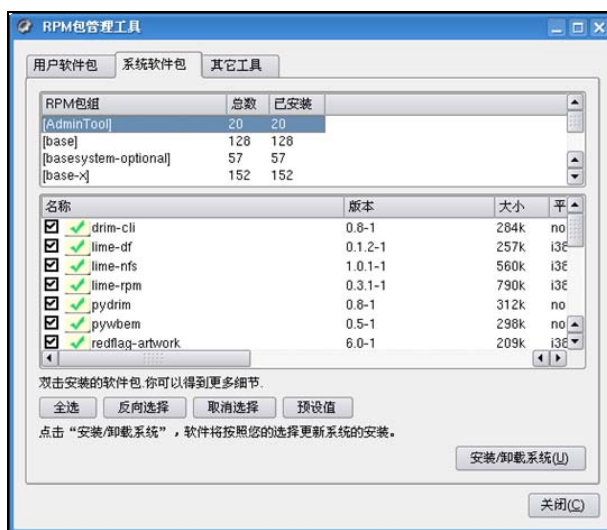 RPM包管理工具
用户软件包 系统软件包 其它工具
RPM包组 总数 已安装
[AdminTool] 20 20
[base] 128 128
[basesystem-optional] 57 57
[base-x] 152 152
名称 版本 大小 平
drim-cli 0.8-1 284k no
lime-df 0.1.2-1 257k i38
lime-nfs 1.0.1-1 560k i38
lime-rpm 0.3.1-1 790k i38
pydrim 0.8-1 312k no
pywbem 0.5-1 298k no
redflag-artwork 6.0-1 209k i38
双击安装的软件包.你可以得到更多细节.
全选 反向选择 取消选择 预设值
点击“安装/卸载系统”，软件将按照您的选择更新系统的安装。
安装/卸载系统(U)
关闭(C)